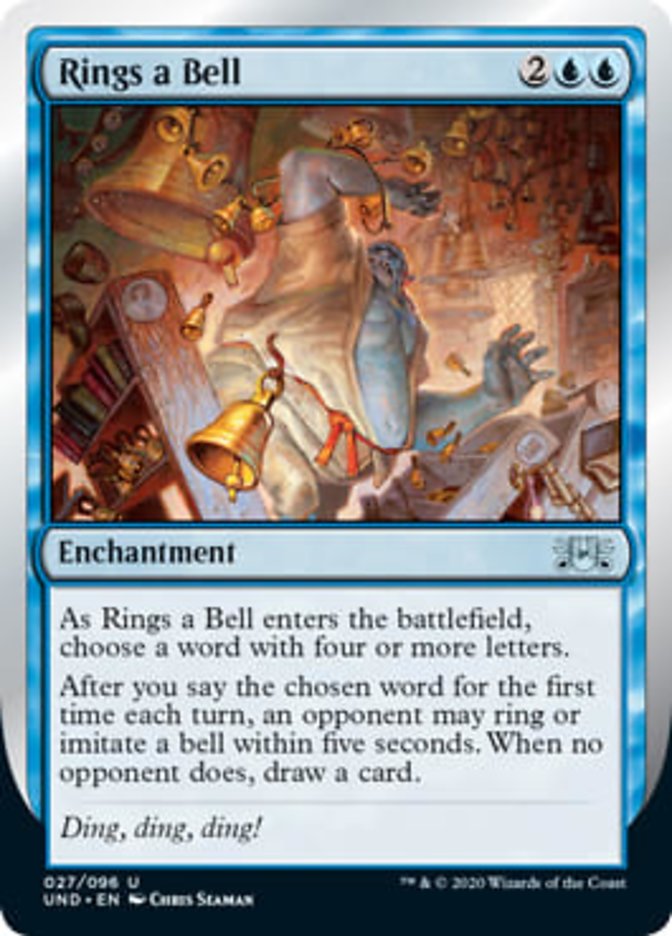 Rings a Bell 2
Enchantment
As Rings a Bell enters the battlefield,
choose a word with four or more letters.
After you say the chosen word for the first
time each turn, an opponent may ring or
imitate a bell within five seconds. When no
opponent does, draw a card.
Ding, ding, ding!
027/096 U
™ & © 2020 Wizards of the Coast
UND • EN Chris Seaman